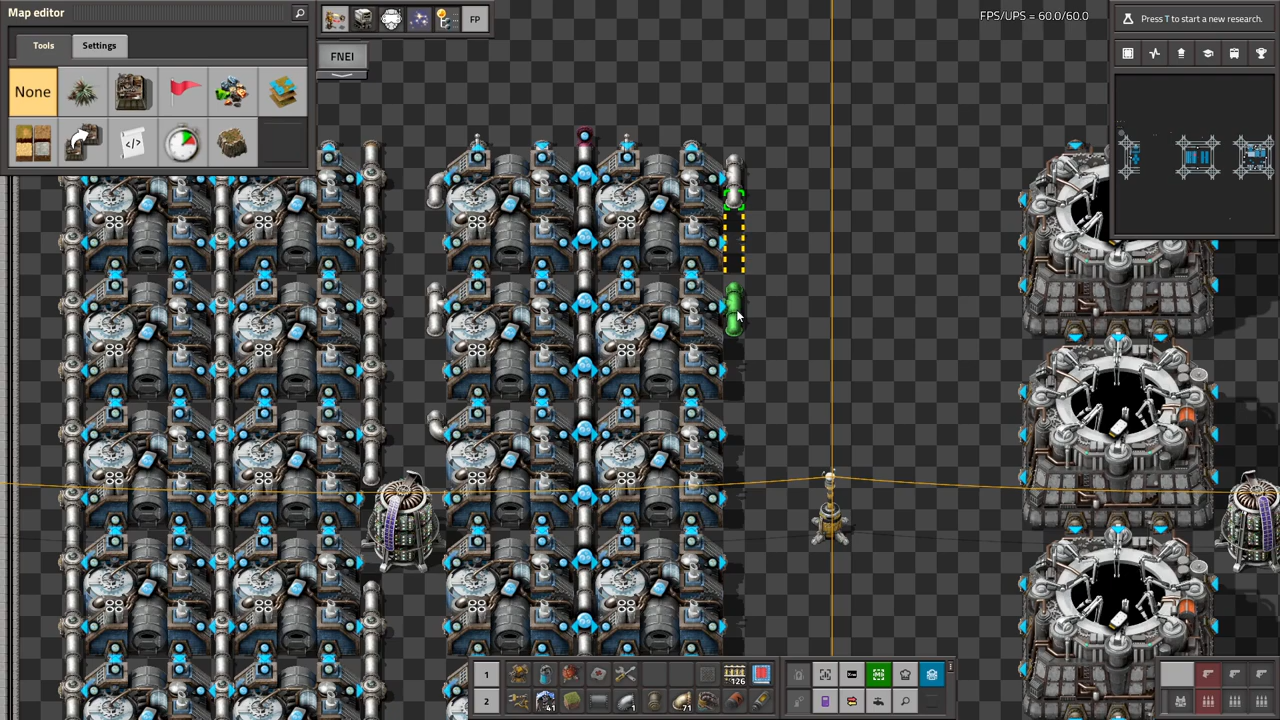 Map editor
Tools
Settings
None
FP
FNEI
FPS/UPS = 60.0/60.0
Press T to start a new research.
1
126
2
41
1
71